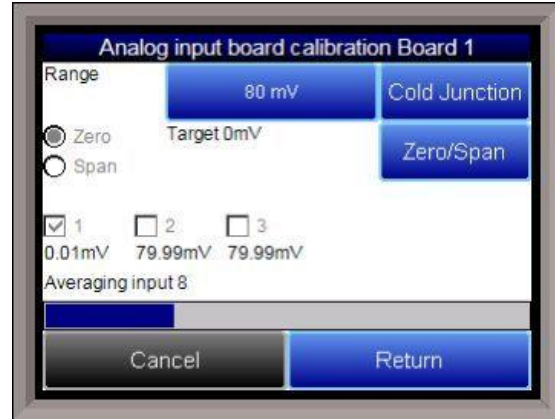 Analog input board calibration Board 1
Range
80 mV
Cold Junction
Zero
Target 0mV
Zero/Span
Span
1
2
3
0.01mV
79.99mV
79.99mV
Averaging input 8
Cancel
Return